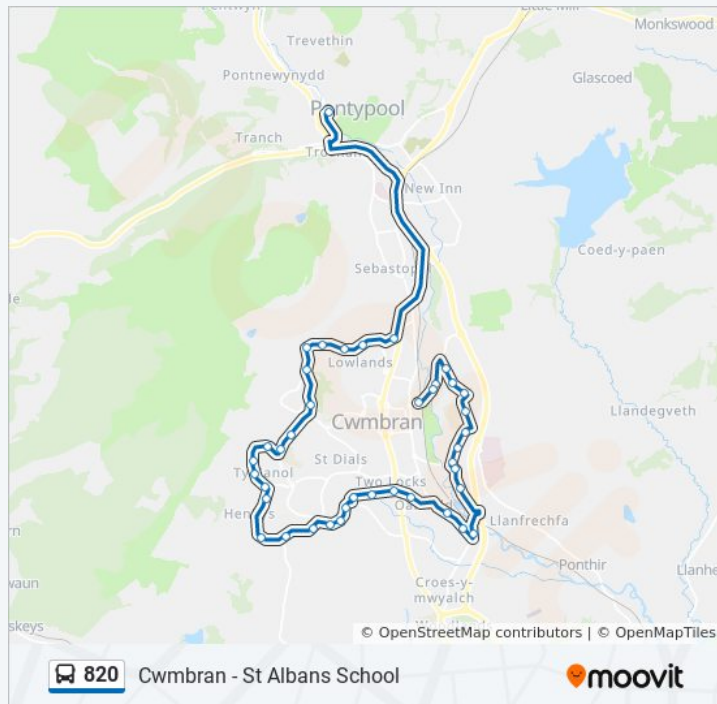 Trevethin
Monkswood
Pontnewynydd
Glascoed
Pontypool
Tranch
New Inn
Coed-y-paen
Sebastopol
Lowlands
Llandegveth
Cwmbran
St Dials
Two Locks
Llanfrechfa
Ponthir
Croes-y-
mwyalch
© OpenStreetMap contributors | © OpenMapTiles
820 Cwmbran - St Albans School
moovit